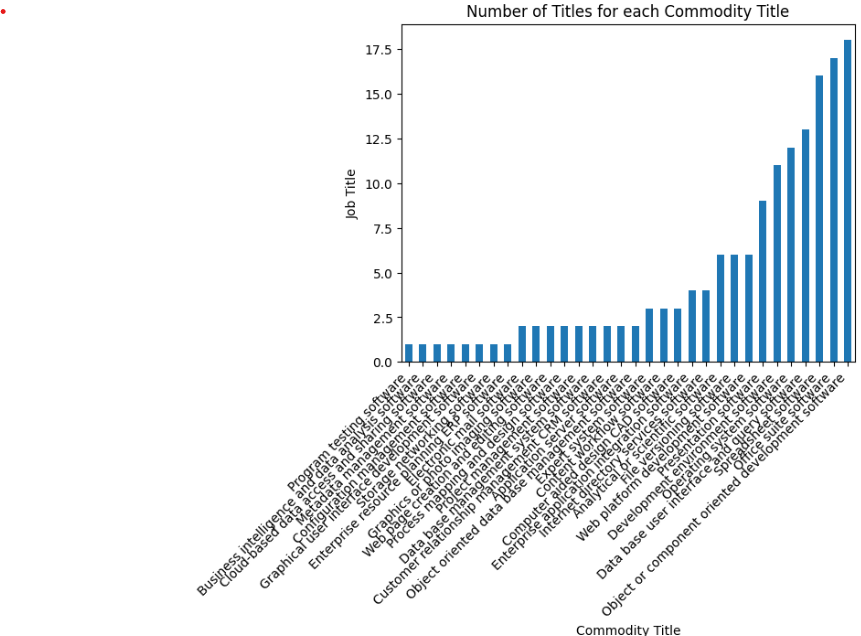 Number of Titles for each Commodity Title
Job Title
17.5
15.0
12.5
10.0
7.5
5.0
2.5
0.0
Program testing software
Business intelligence and data analysis software
Cloud-based data access and sharing software
Metadata management software
Configuration management software
Graphical user interface development software
Storage networking software
Enterprise resource planning ERP software
Electronic mail software
Graphics or photo imaging software
Web page creation and editing software
Process mapping and design software
Project management software
Data base management system software
Customer relationship management CRM software
Application server software
Object oriented data base management software
Expert system software
Content workflow software
Computer aided design CAD software
Enterprise application integration software
Internet directory services software
Analytical or scientific software
File versioning software
Web platform development software
Presentation software
Development environment software
Operating system software
Data base user interface and query software
Spreadsheet software
Office suite software
Object or component oriented development software
Commodity Title